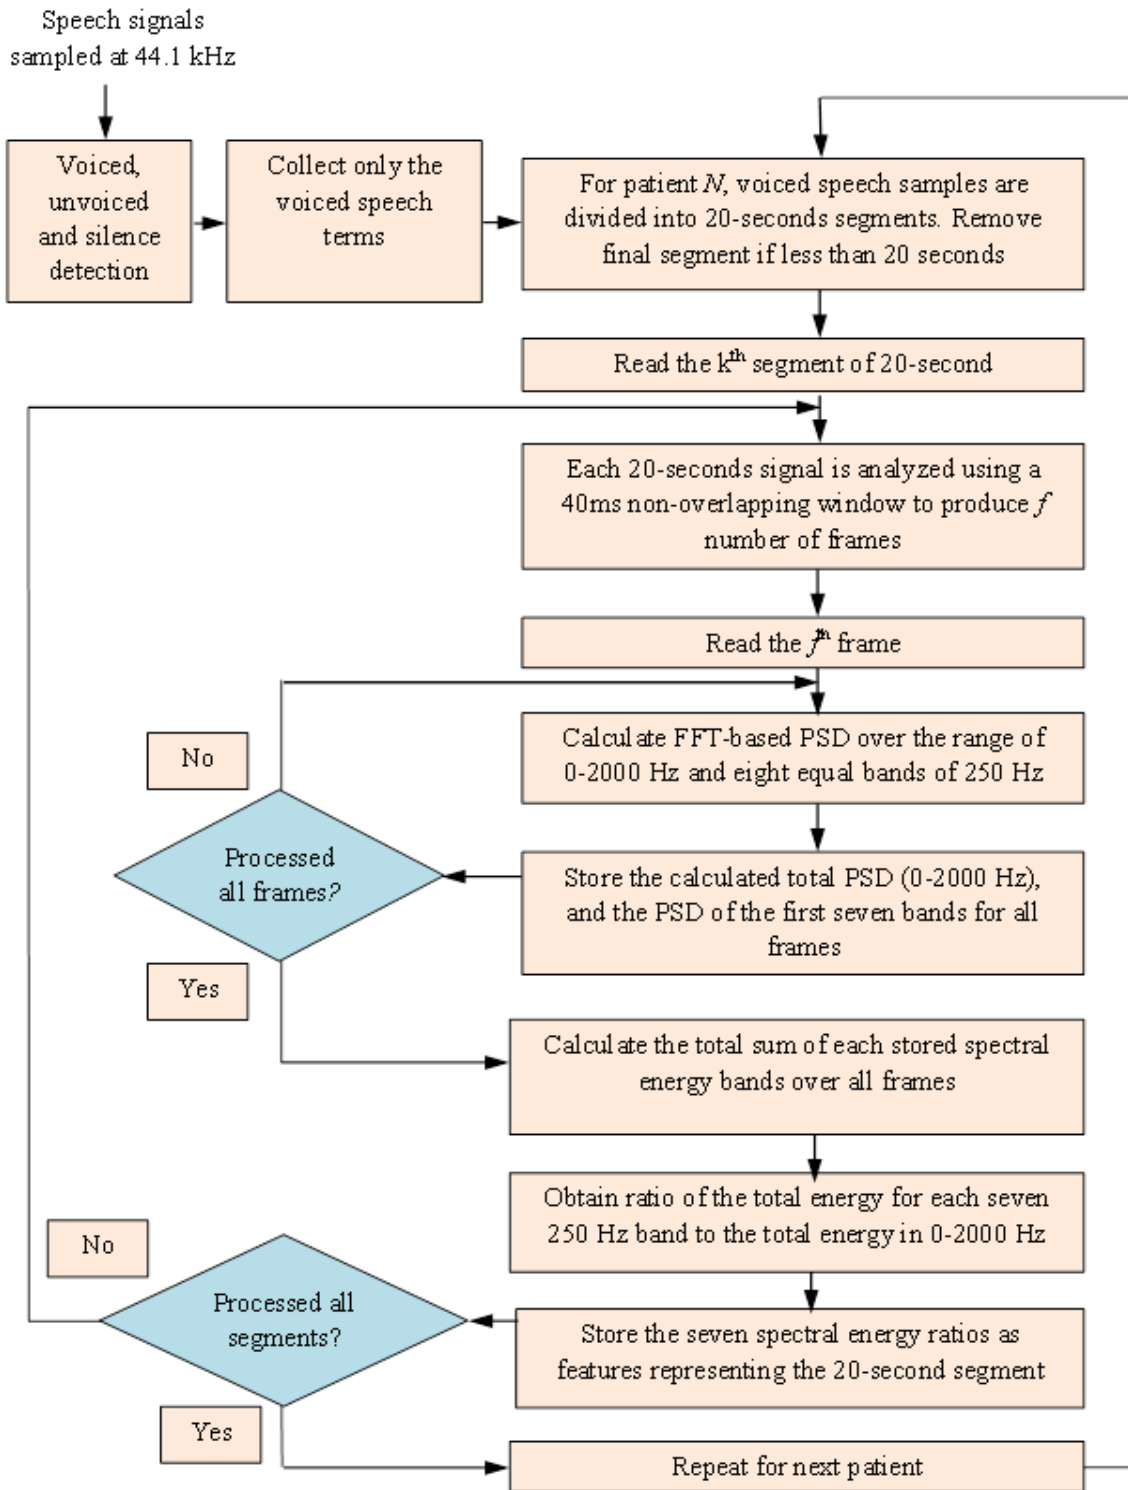 Speech signals
sampled at 44.1 kHz
Voiced,
unvoiced
and silence
detection
Collect only the
voiced speech
terms
For patient N, voiced speech samples are
divided into 20-seconds segments. Remove
final segment if less than 20 seconds
Read the kth segment of 20-second
Each 20-seconds signal is analyzed using a
40ms non-overlapping window to produce f
number of frames
Read the fth frame
Calculate FFT-based PSD over the range of
0-2000 Hz and eight equal bands of 250 Hz
No
Processed
all frames?
Store the calculated total PSD (0-2000 Hz),
and the PSD of the first seven bands for all
frames
Yes
Calculate the total sum of each stored spectral
energy bands over all frames
Obtain ratio of the total energy for each seven
250 Hz band to the total energy in 0-2000 Hz
No
Processed all
segments?
Store the seven spectral energy ratios as
features representing the 20-second segment
Yes
Repeat for next patient